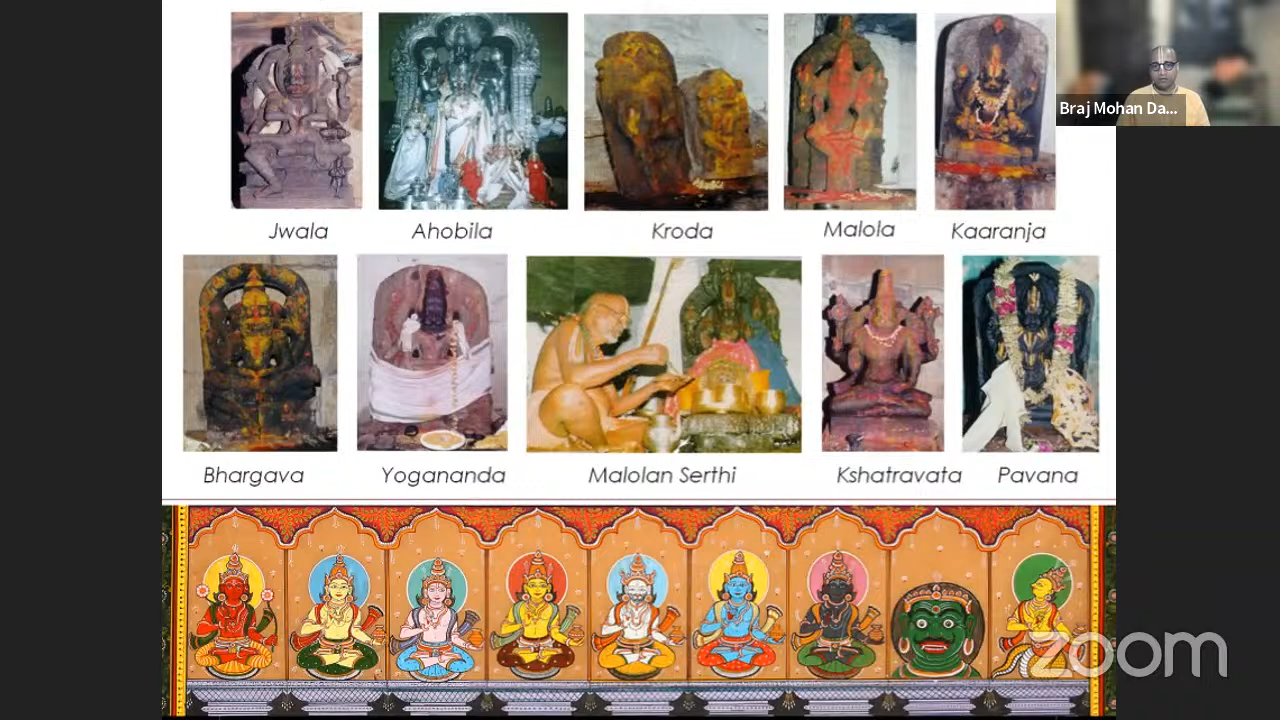 Braj Mohan Da...
Jwala
Ahobila
Kroda
Malola
Kaaranja
Bhargava
Yogananda
Malolan Serthi
Kshatravata
Pavana
zoom